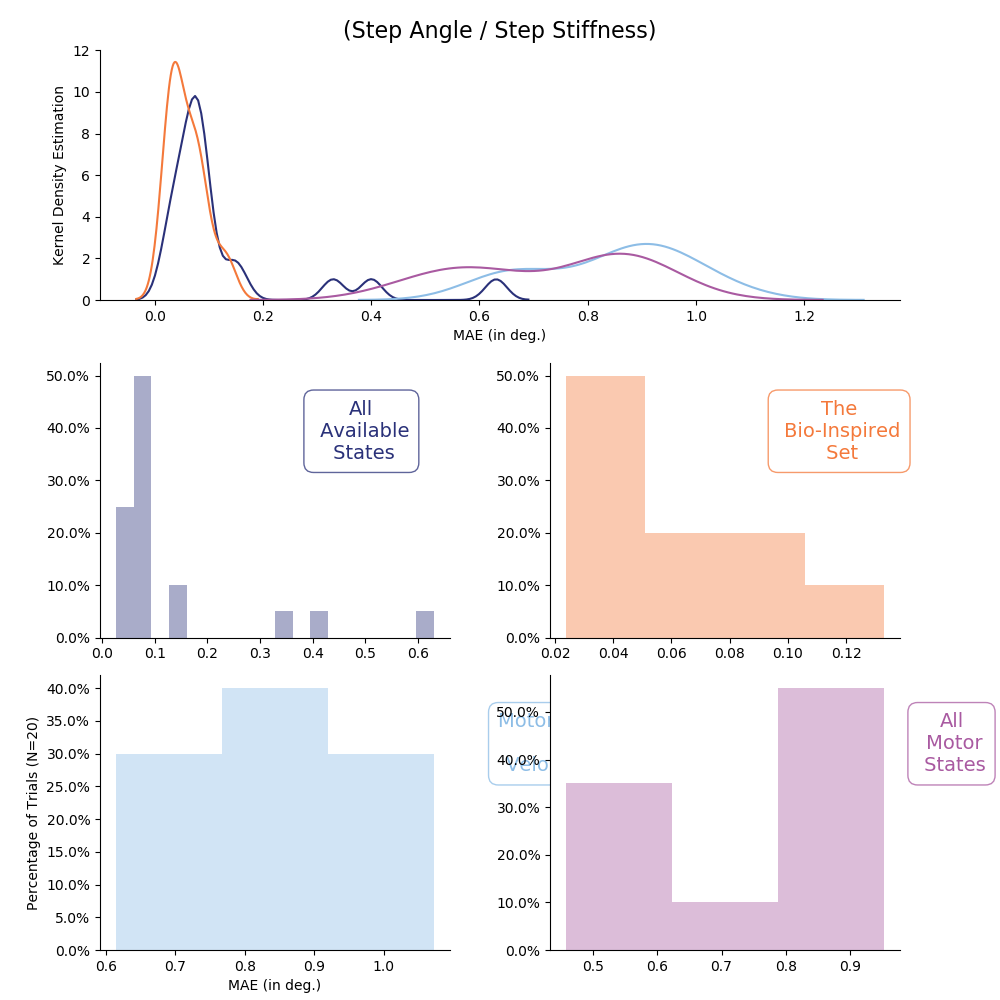 (Step Angle / Step Stiffness)
Kernel Density Estimation
12
10
8
6
4
2
0
0.0 0.2 0.4 0.6 0.8 1.0 1.2
MAE (in deg.)
50.0%
40.0%
30.0%
20.0%
10.0%
0.0%
All
Available
States
0.0 0.1 0.2 0.3 0.4 0.5 0.6
50.0%
40.0%
30.0%
20.0%
10.0%
0.0%
The
Bio-Inspired
Set
0.02 0.04 0.06 0.08 0.10 0.12
Percentage of Trials (N=20)
40.0%
35.0%
30.0%
25.0%
20.0%
15.0%
10.0%
5.0%
0.0%
Motor
0.6 0.7 0.8 0.9 1.0
MAE (in deg.)
50.0%
40.0%
30.0%
20.0%
10.0%
0.0%
All
Motor
States
0.5 0.6 0.7 0.8 0.9